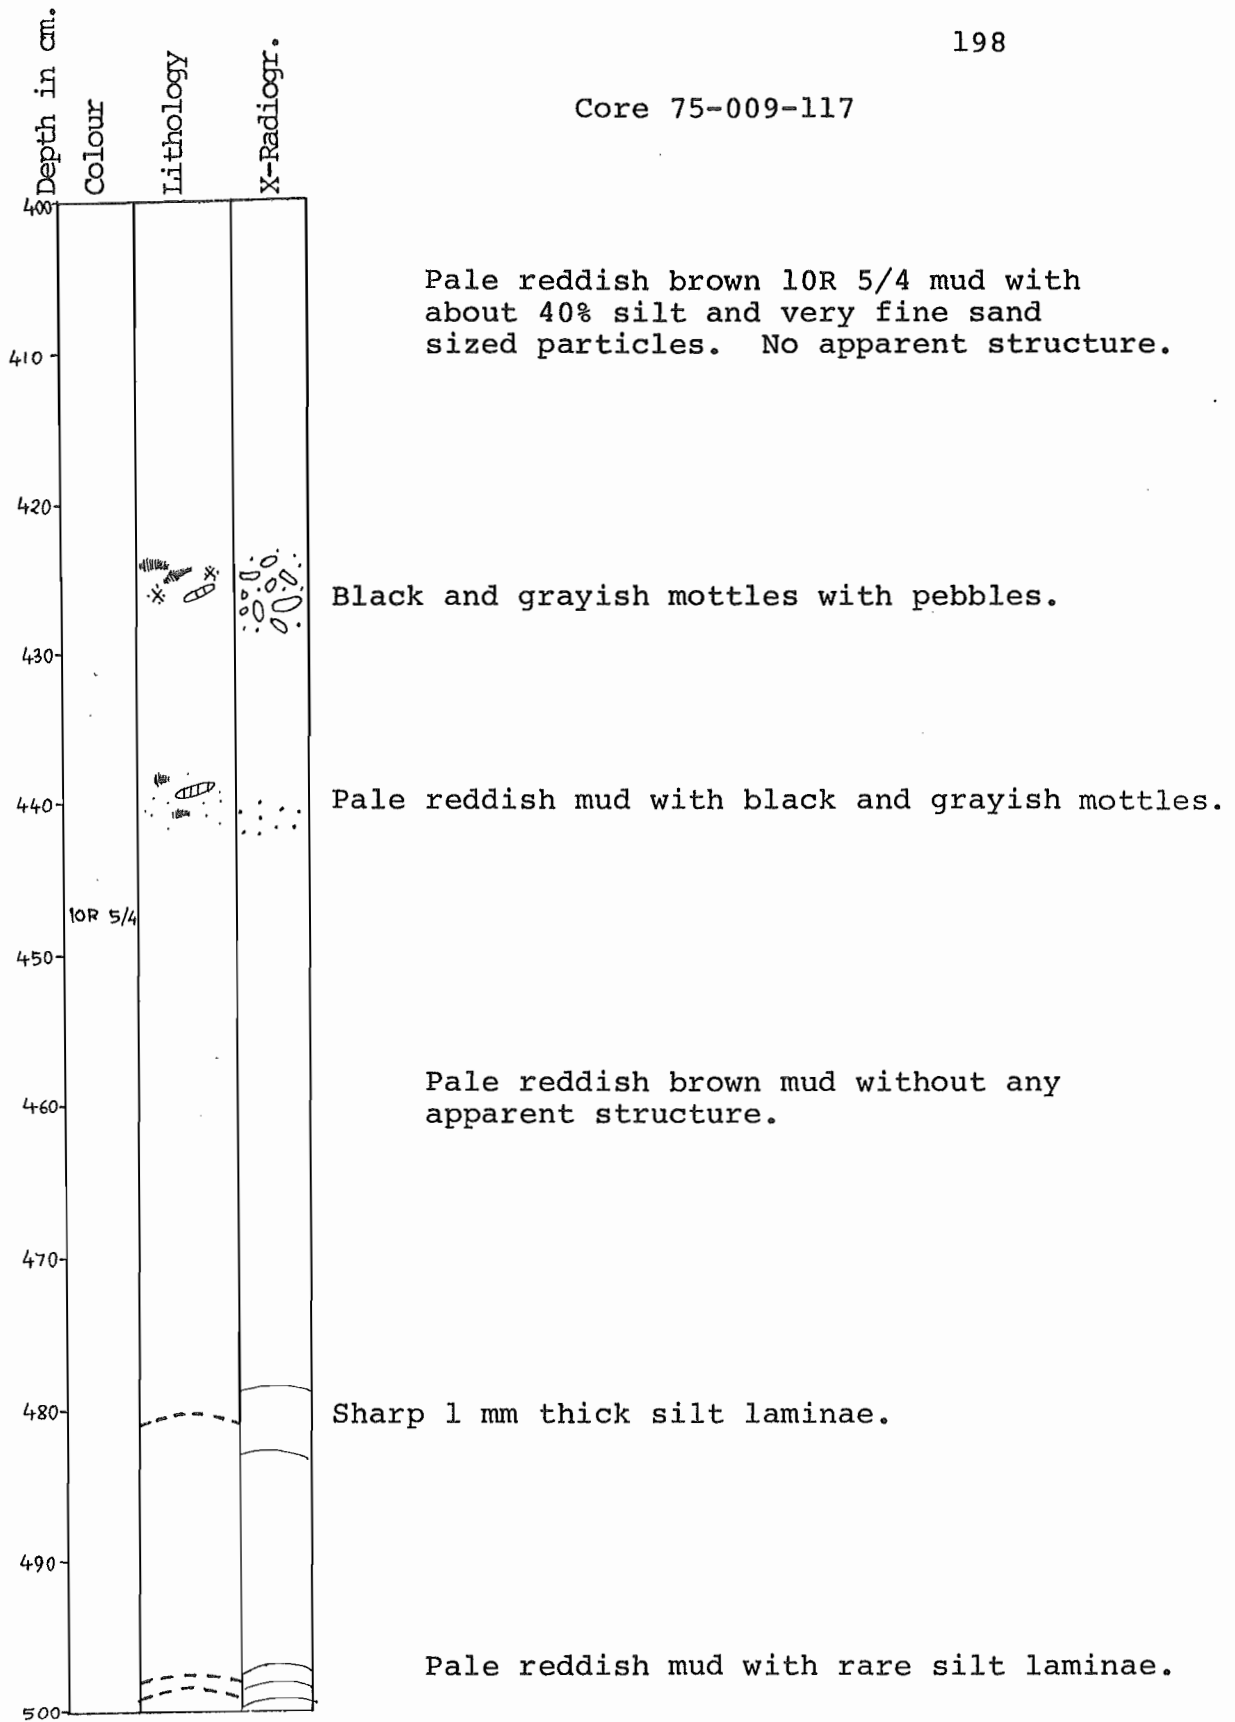 198
Core 75-009-117
Depth in cm.
Colour
Lithology
X-Radiogr.
400
Pale reddish brown 10R 5/4 mud with
about 40% silt and very fine sand
sized particles. No apparent structure.
410
420
Black and grayish mottles with pebbles.
430
440
Pale reddish mud with black and grayish mottles.
10R 5/4
450
Pale reddish brown mud without any
apparent structure.
460
470
480
Sharp 1 mm thick silt laminae.
490
Pale reddish mud with rare silt laminae.
500